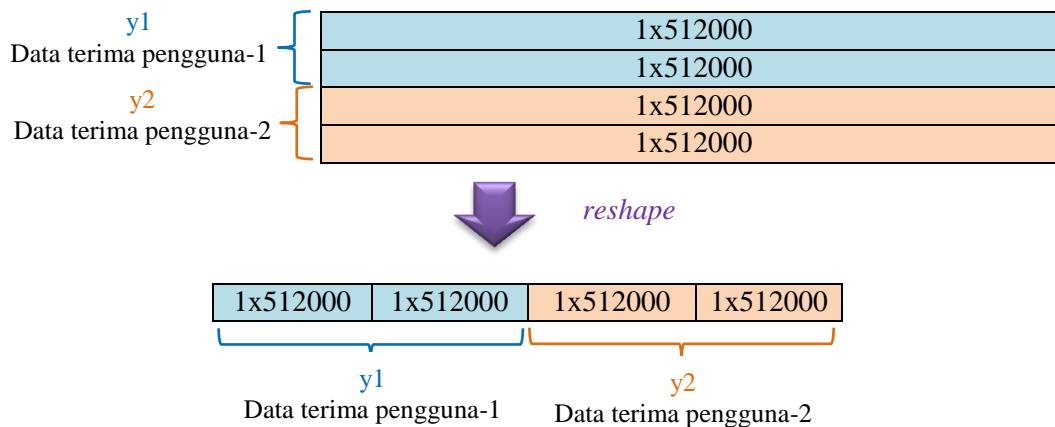 y1
Data terima pengguna-1
1x512000
1x512000
y2
Data terima pengguna-2
1x512000
1x512000
reshape
1x512000 1x512000 1x512000 1x512000
y1
Data terima pengguna-1
y2
Data terima pengguna-2